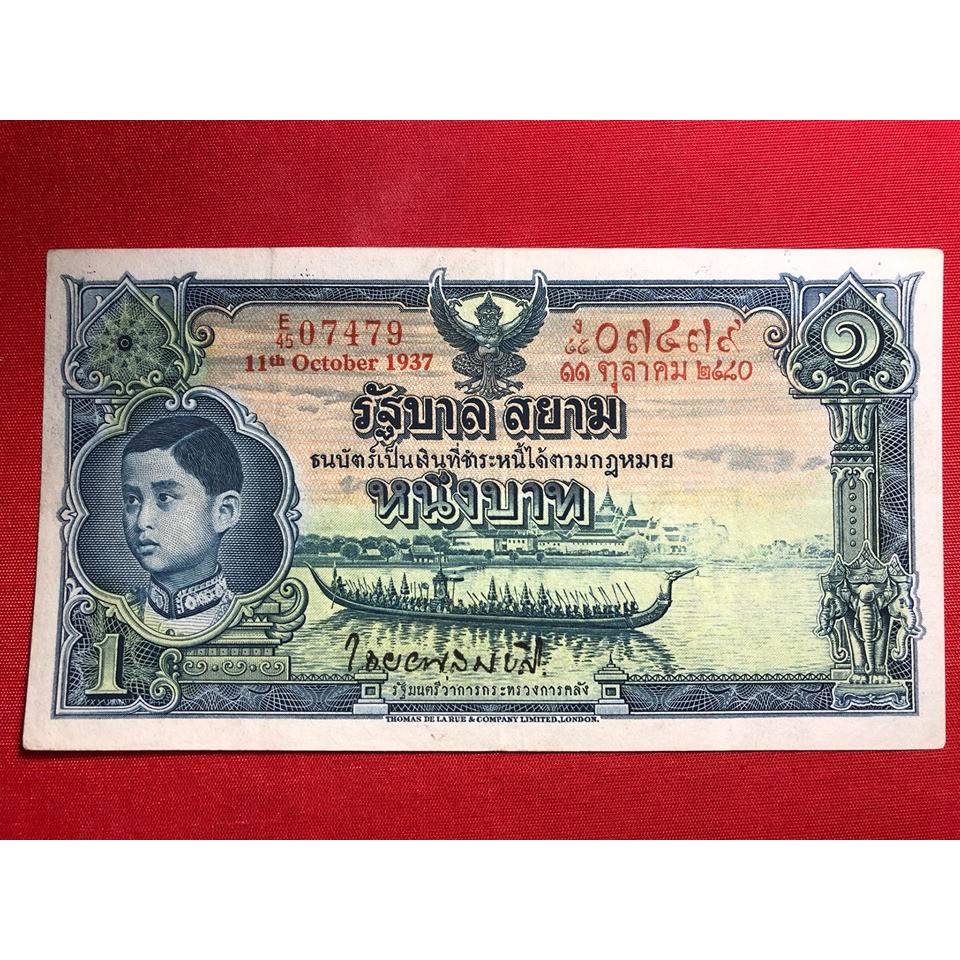 E/45 07479
11th October 1937
ง/๔๕ ๐๗๔๗๙
๑๑ ตุลาคม ๒๔๘๐
๑
รัฐบาล สยาม
ธนบัตร์เป็นเงินที่ชำระหนี้ได้ตามกฎหมาย
หนึ่งบาท
1
รัฐมนตรีว่าการกระทรวงการคลัง
THOMAS DE LA RUE & COMPANY LIMITED, LONDON.